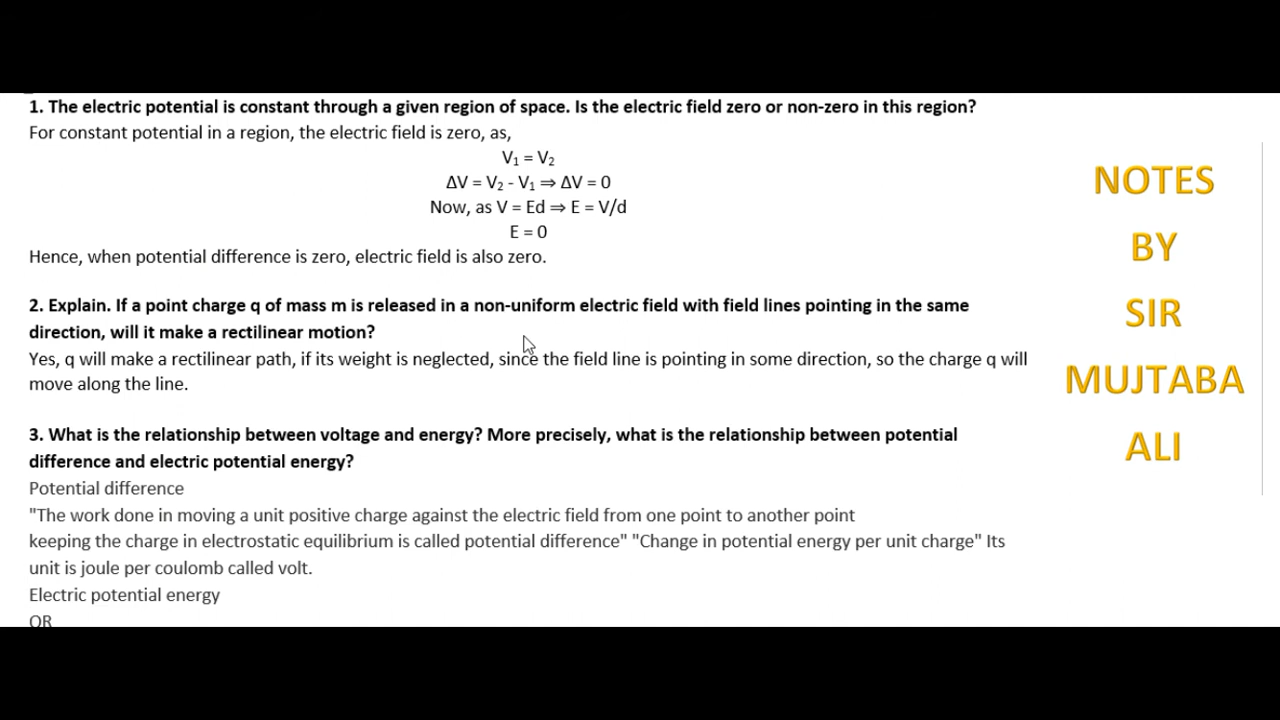 1. The electric potential is constant through a given region of space. Is the electric field zero or non-zero in this region?
For constant potential in a region, the electric field is zero, as,
V₁ = V₂
ΔV = V₂ - V₁ ⇒ ΔV = 0
Now, as V = Ed ⇒ E = V/d
E = 0
Hence, when potential difference is zero, electric field is also zero.
2. Explain. If a point charge q of mass m is released in a non-uniform electric field with field lines pointing in the same
direction, will it make a rectilinear motion?
Yes, q will make a rectilinear path, if its weight is neglected, since the field line is pointing in some direction, so the charge q will
move along the line.
3. What is the relationship between voltage and energy? More precisely, what is the relationship between potential
difference and electric potential energy?
Potential difference
"The work done in moving a unit positive charge against the electric field from one point to another point
keeping the charge in electrostatic equilibrium is called potential difference" "Change in potential energy per unit charge" Its
unit is joule per coulomb called volt.
Electric potential energy
OR
NOTES
BY
SIR
MUJTABA
ALI